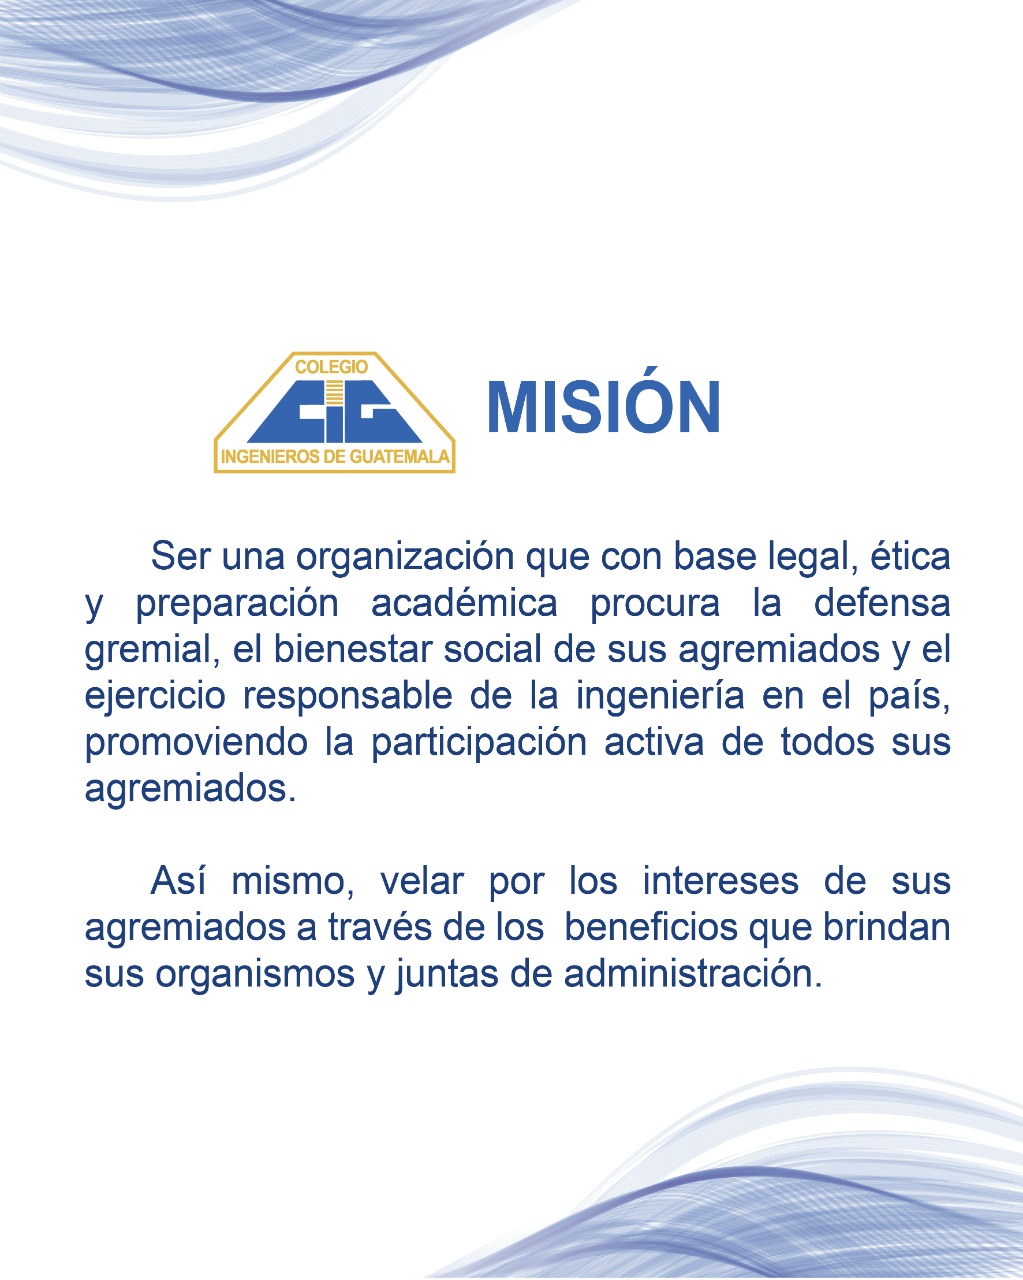 COLEGIO
CIG
INGENIEROS DE GUATEMALA
MISIÓN
Ser una organización que con base legal, ética
y preparación académica procura la defensa
gremial, el bienestar social de sus agremiados y el
ejercicio responsable de la ingeniería en el país,
promoviendo la participación activa de todos sus
agremiados.
Así mismo, velar por los intereses de sus
agremiados a través de los beneficios que brindan
sus organismos y juntas de administración.